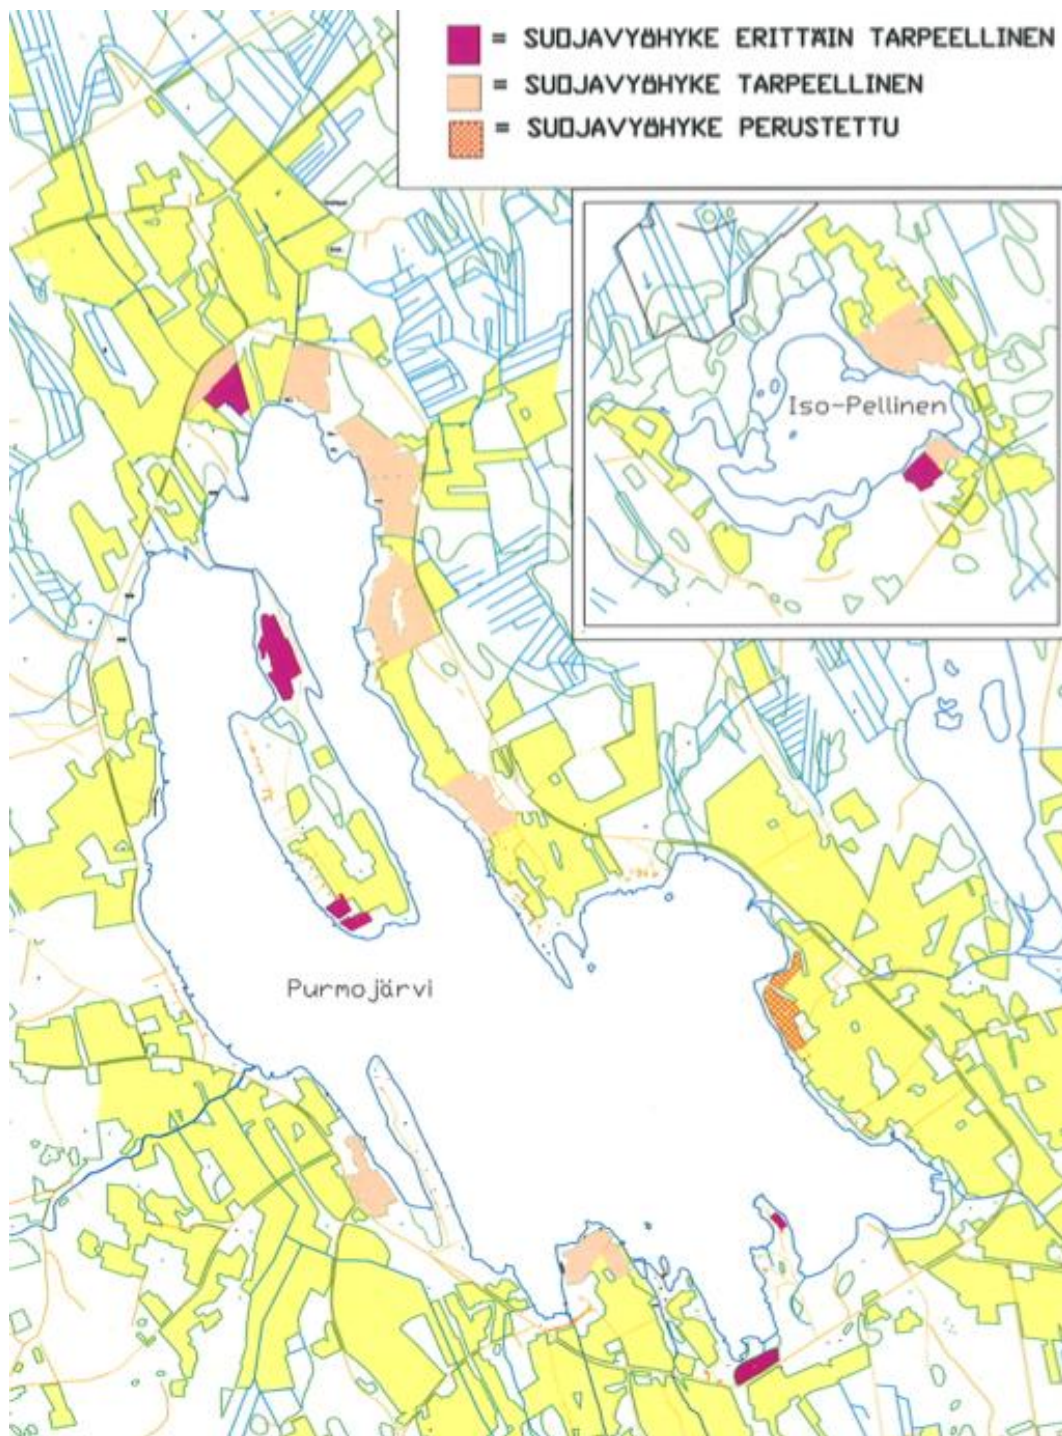 = SUOJAVYÖHYKE ERITTÄIN TARPEELLINEN
= SUOJAVYÖHYKE TARPEELLINEN
= SUOJAVYÖHYKE PERUSTETTU
Iso-Pellinen
Purmojärvi